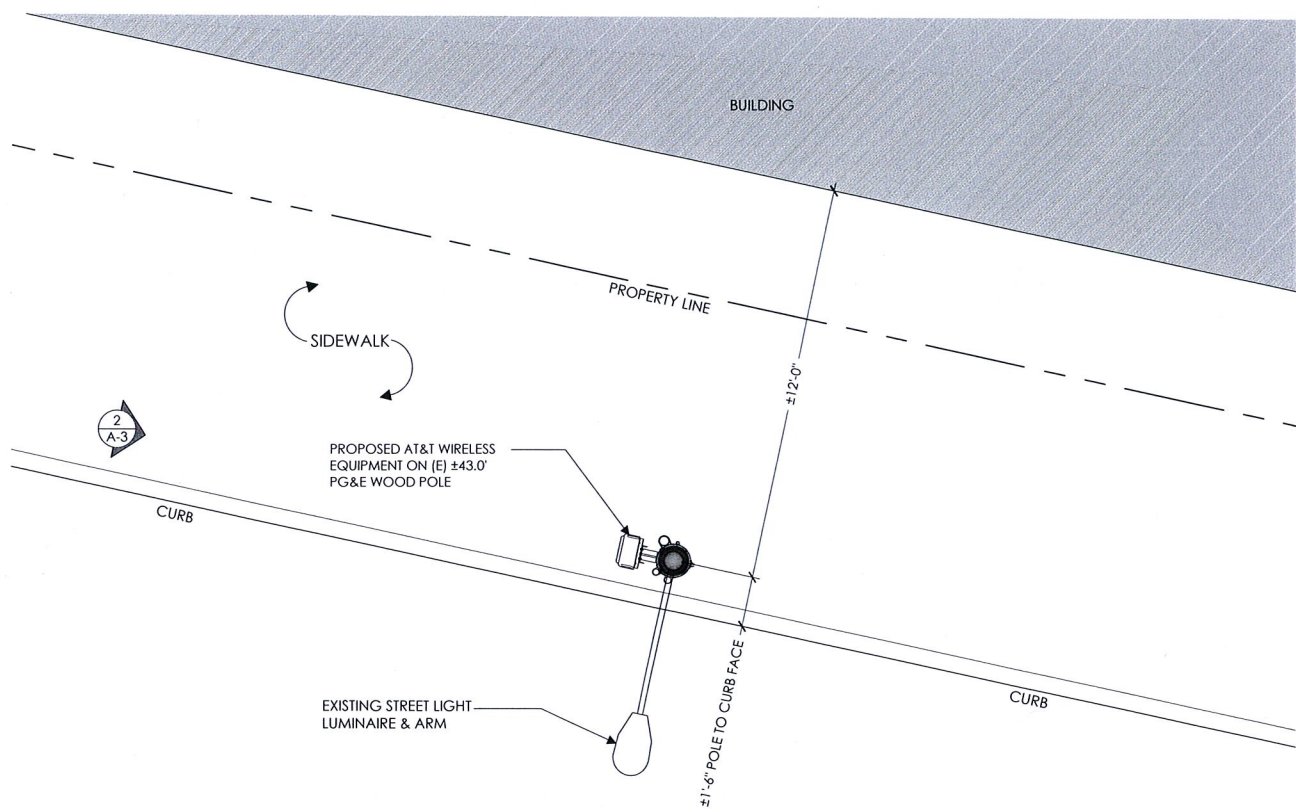 BUILDING
PROPERTY LINE
SIDEWALK
±12'-0"
2
A-3
PROPOSED AT&T WIRELESS
EQUIPMENT ON (E) ±43.0'
PG&E WOOD POLE
CURB
EXISTING STREET LIGHT
LUMINAIRE & ARM
±1'-6" POLE TO CURB FACE
CURB